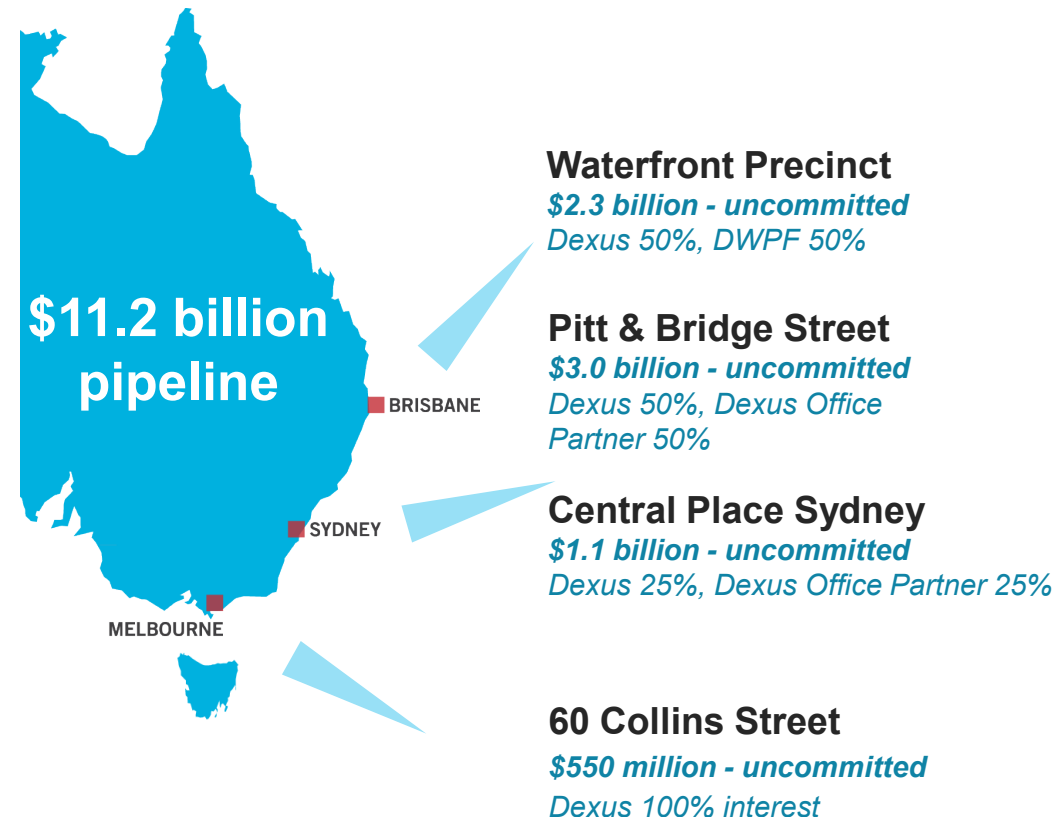 $11.2 billion
pipeline
BRISBANE
SYDNEY
MELBOURNE
Waterfront Precinct
$2.3 billion - uncommitted
Dexus 50%, DWPF 50%
Pitt & Bridge Street
$3.0 billion - uncommitted
Dexus 50%, Dexus Office
Partner 50%
Central Place Sydney
$1.1 billion - uncommitted
Dexus 25%, Dexus Office Partner 25%
60 Collins Street
$550 million - uncommitted
Dexus 100% interest